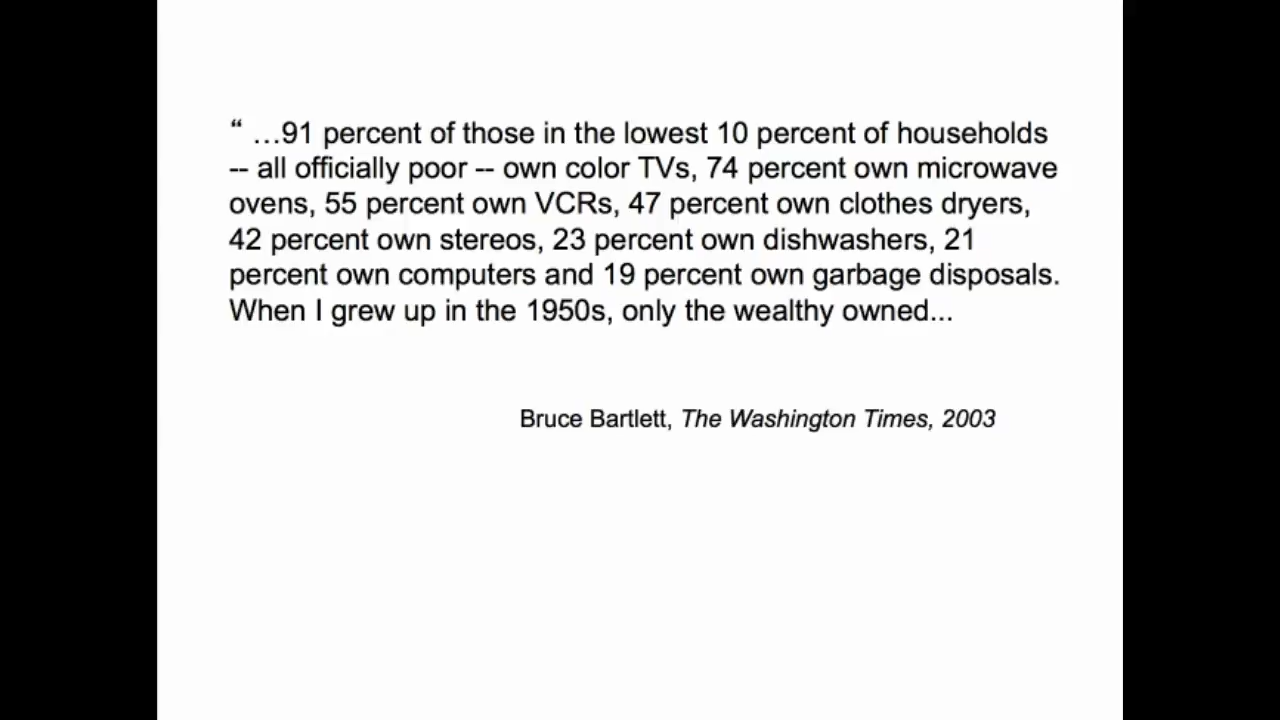 “ …91 percent of those in the lowest 10 percent of households
-- all officially poor -- own color TVs, 74 percent own microwave
ovens, 55 percent own VCRs, 47 percent own clothes dryers,
42 percent own stereos, 23 percent own dishwashers, 21
percent own computers and 19 percent own garbage disposals.
When I grew up in the 1950s, only the wealthy owned...
Bruce Bartlett, The Washington Times, 2003